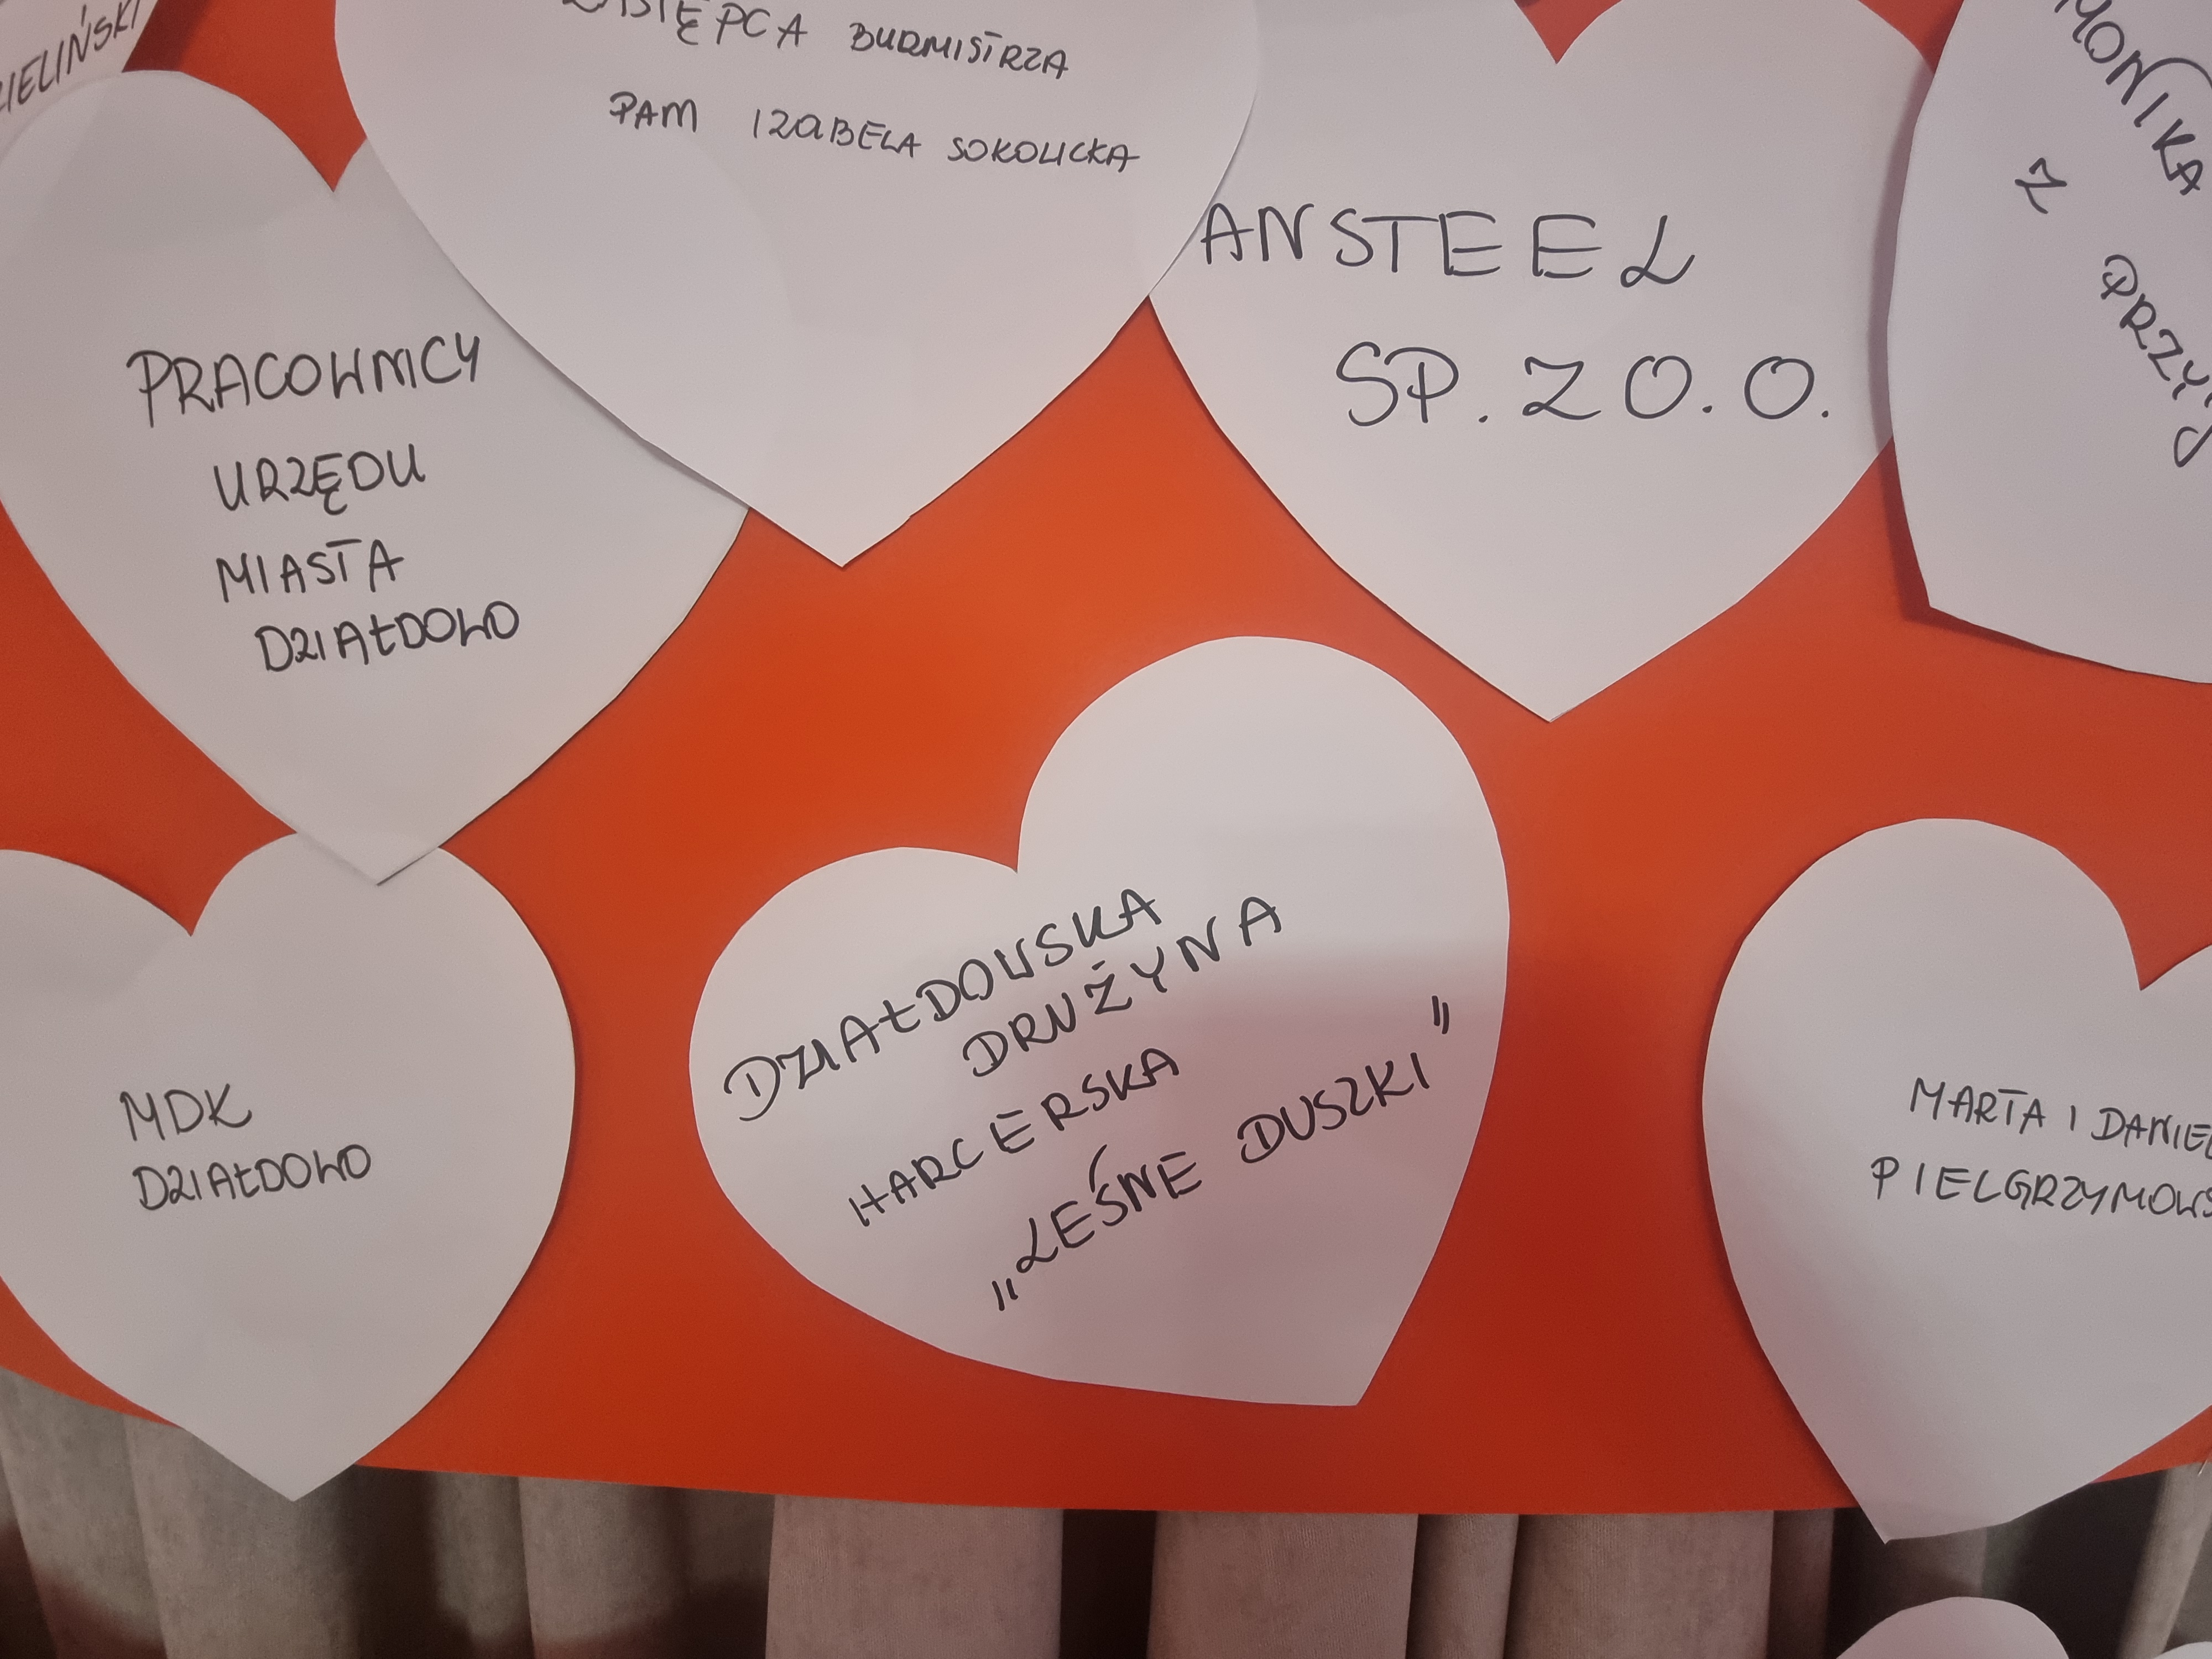 ZASTĘPCA BURMISTRZA
PANI IZABELA SOKOLICKA
ANSTEEL
SP. Z O.O.
MONIKA
Z
PRACOWNICY
URZĘDU
MIASTA
DZIAŁDOWO
MDK
DZIAŁDOWO
DZIAŁDOWSKA
DRUŻYNA
HARCERSKA
„LEŚNE DUSZKI"
MARTA I DANIEL